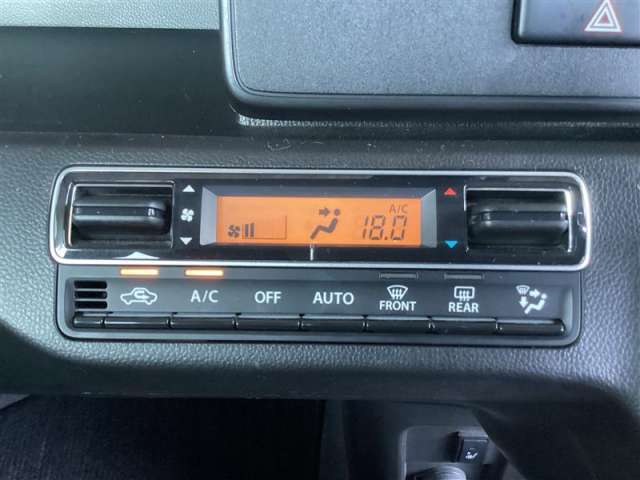 A/C
18.0
A/C OFF AUTO FRONT REAR